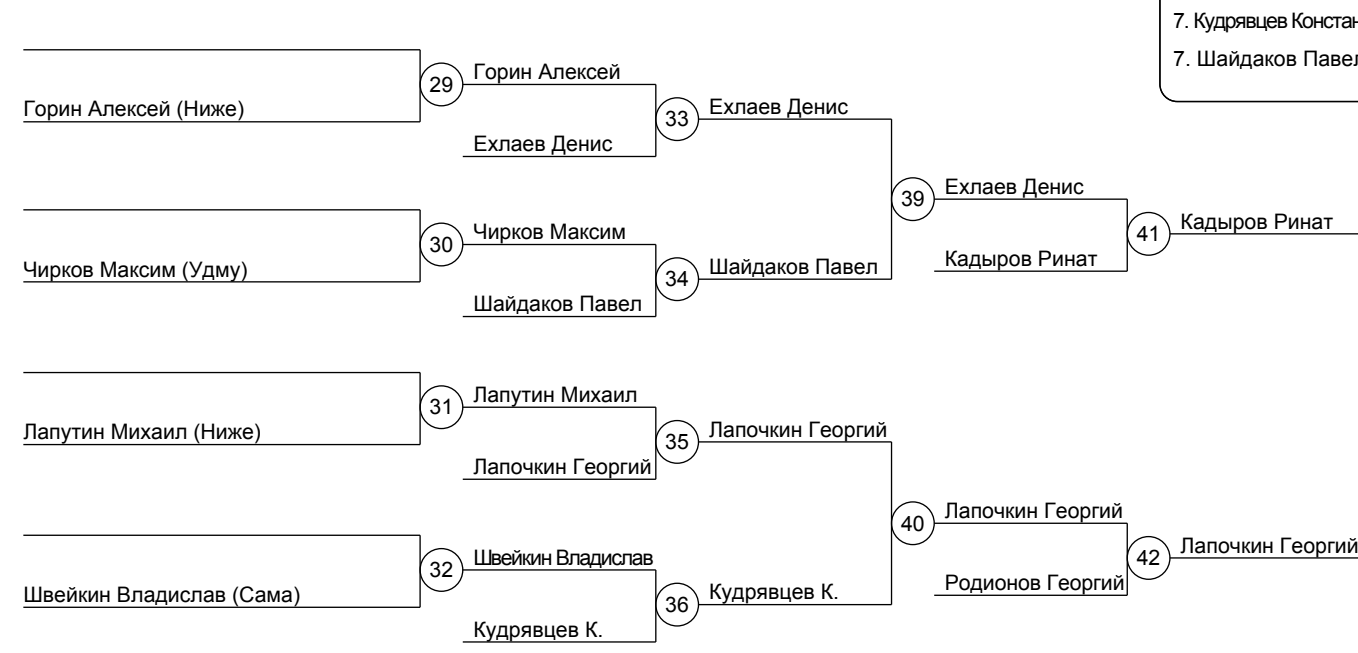 7. Кудрявцев
7. Шайдаков Павел
29
Горин Алексей
Горин Алексей (Ниже)
33
Ехлаев Денис
Ехлаев Денис
39
Ехлаев Денис
30
Чирков Максим
Чирков Максим (Удму)
34
Шайдаков Павел
Шайдаков Павел
41
Кадыров Ринат
Кадыров Ринат
31
Лапутин Михаил
Лапутин Михаил (Ниже)
35
Лапочкин Георгий
Лапочкин Георгий
40
Лапочкин Георгий
32
Швейкин Владислав
Швейкин Владислав (Сама)
36
Кудрявцев К.
Кудрявцев К.
42
Лапочкин Георгий
Родионов Георгий